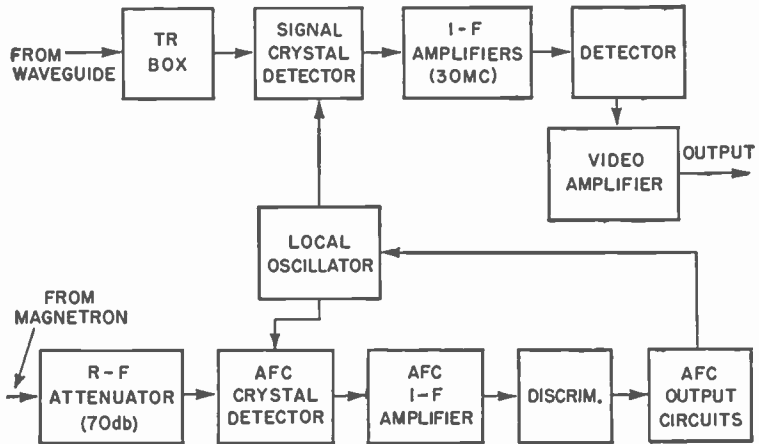 FROM
WAVEGUIDE
TR
BOX
SIGNAL
CRYSTAL
DETECTOR
I-F
AMPLIFIERS
(30MC)
DETECTOR
VIDEO
AMPLIFIER
OUTPUT
LOCAL
OSCILLATOR
FROM
MAGNETRON
R-F
ATTENUATOR
(70db)
AFC
CRYSTAL
DETECTOR
AFC
I-F
AMPLIFIER
DISCRIM.
AFC
OUTPUT
CIRCUITS